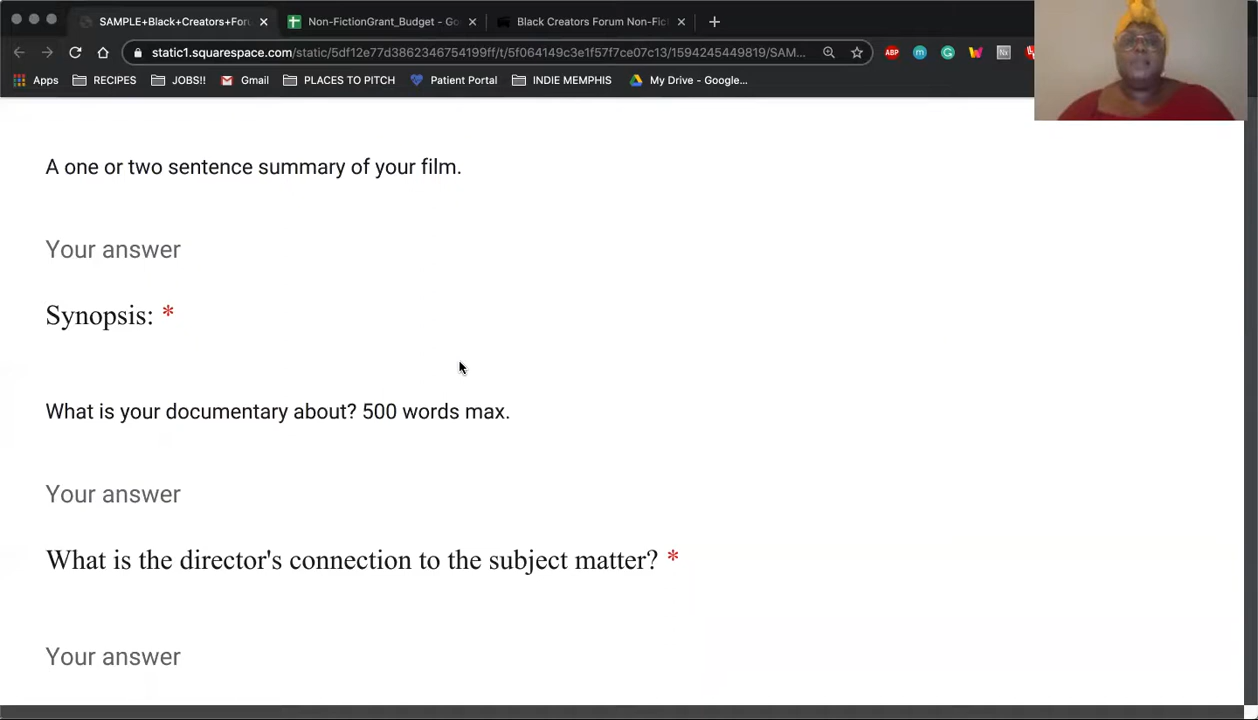 SAMPLE+Black+Creators+Foru
Non-FictionGrant_Budget - Go
Black Creators Forum Non-Fic
static1.squarespace.com/static/5df12e77d3862346754199ff/t/5f064149c3e1f57f7ce07c13/1594245449819/SAM...
ABP
m
G
W
Nx
Apps
RECIPES
JOBS!!
Gmail
PLACES TO PITCH
Patient Portal
INDIE MEMPHIS
My Drive - Google...
A one or two sentence summary of your film.
Your answer
Synopsis: *
What is your documentary about? 500 words max.
Your answer
What is the director's connection to the subject matter? *
Your answer